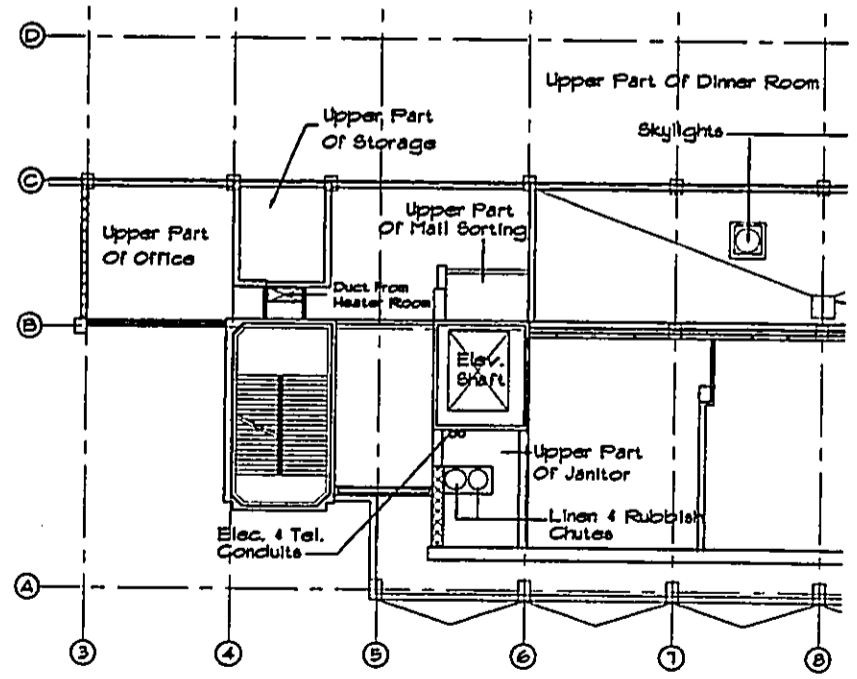 D
Upper Part Of Dinner Room
Upper Part
Of Storage
Skylights
C
Upper Part
Of Office
Upper Part
Of Mail Sorting
Duct From
Heater Room
B
Elev.
Shaft
Upper Part
Of Janitor
Linen & Rubbish
Chutes
Elec. & Tel.
Conduits
A
3
4
5
6
7
8